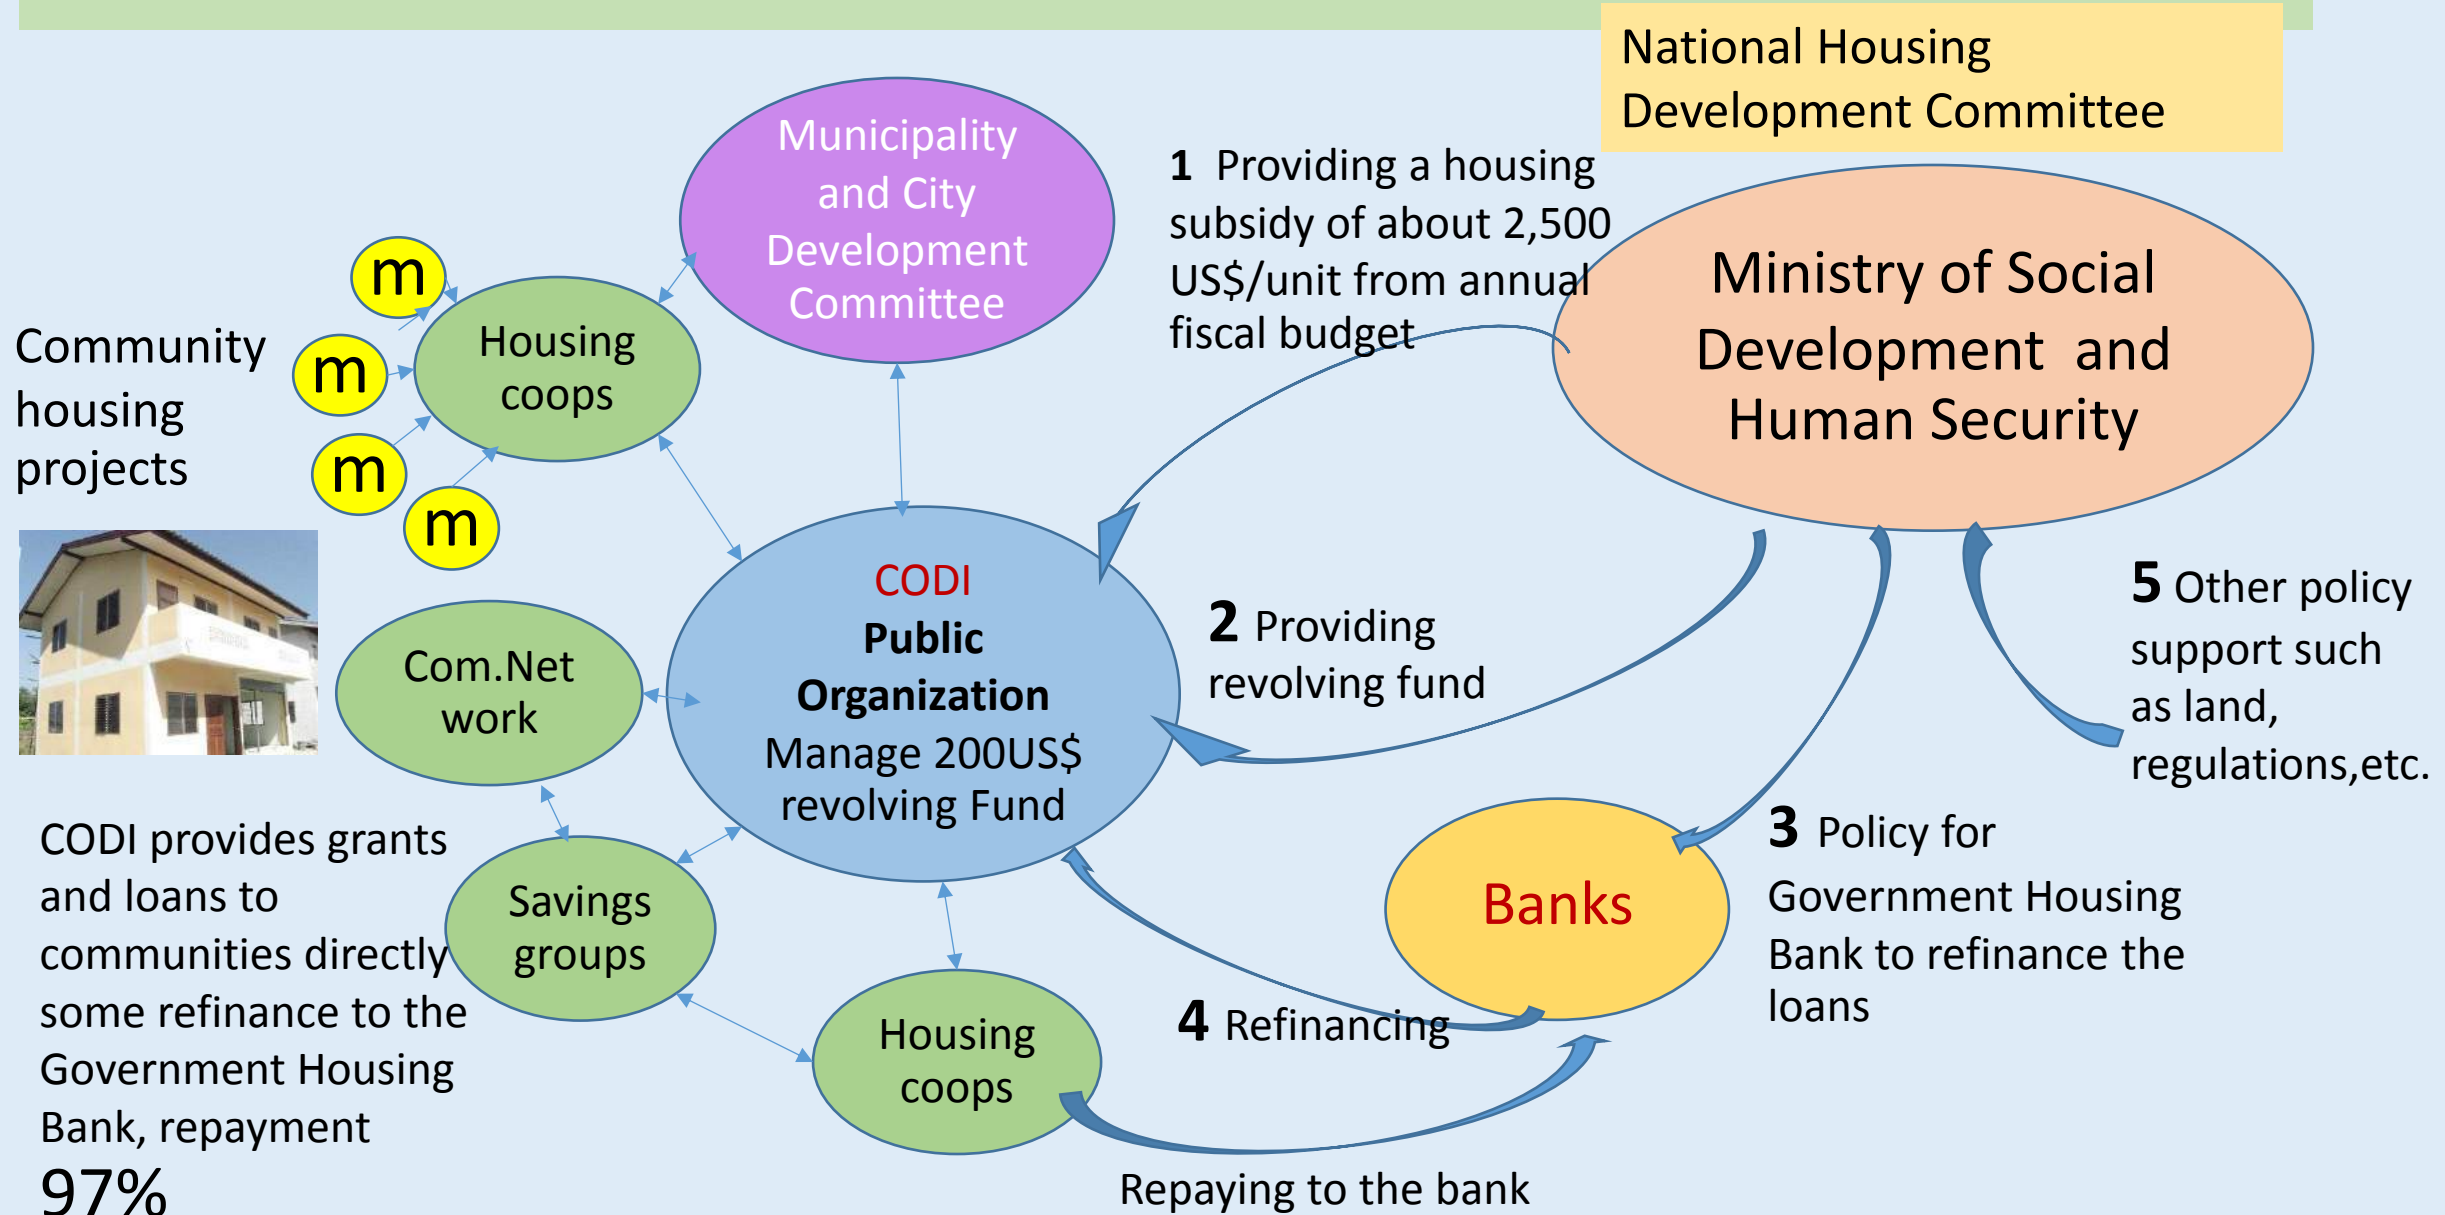 National Housing
Development Committee
Municipality
and City
Development
Committee
1 Providing a housing
subsidy of about 2,500
US$/unit from annual
fiscal budget
Ministry of Social
Development and
Human Security
m
m
m
m
Housing
coops
Community
housing
projects
CODI
Public
Organization
Manage 200US$
revolving Fund
2 Providing
revolving fund
5 Other policy
support such
as land,
regulations,etc.
Com.Net
work
CODI provides grants
and loans to
communities directly
some refinance to the
Government Housing
Bank, repayment
97%
Savings
groups
Housing
coops
Banks
3 Policy for
Government Housing
Bank to refinance the
loans
4 Refinancing
Repaying to the bank